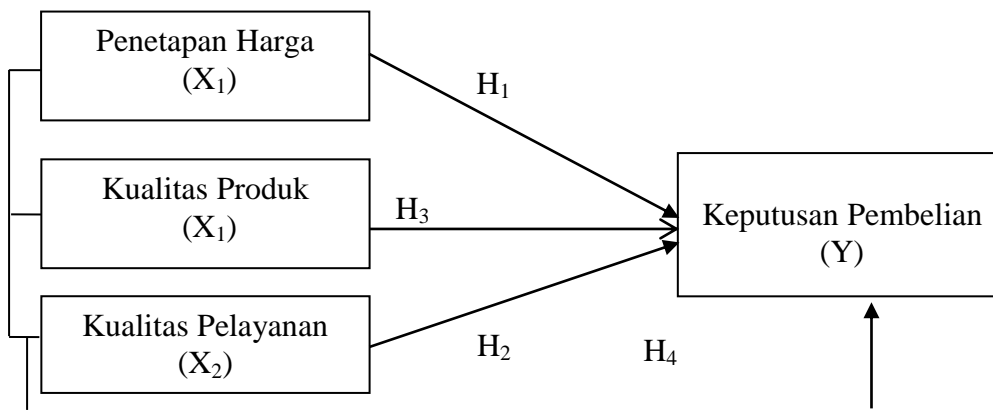 Penetapan Harga
(X₁)
H₁
Kualitas Produk
(X₁)
H₃
Keputusan Pembelian
(Y)
Kualitas Pelayanan
(X₂)
H₂
H₄